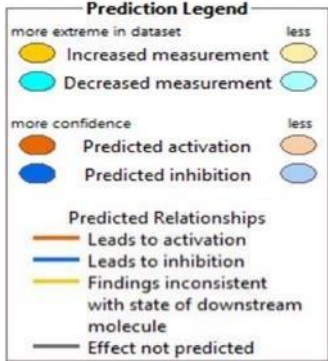 Prediction Legend
more extreme in dataset less
Increased measurement
Decreased measurement
more confidence less
Predicted activation
Predicted inhibition
Predicted Relationships
Leads to activation
Leads to inhibition
Findings inconsistent
with state of downstream
molecule
Effect not predicted